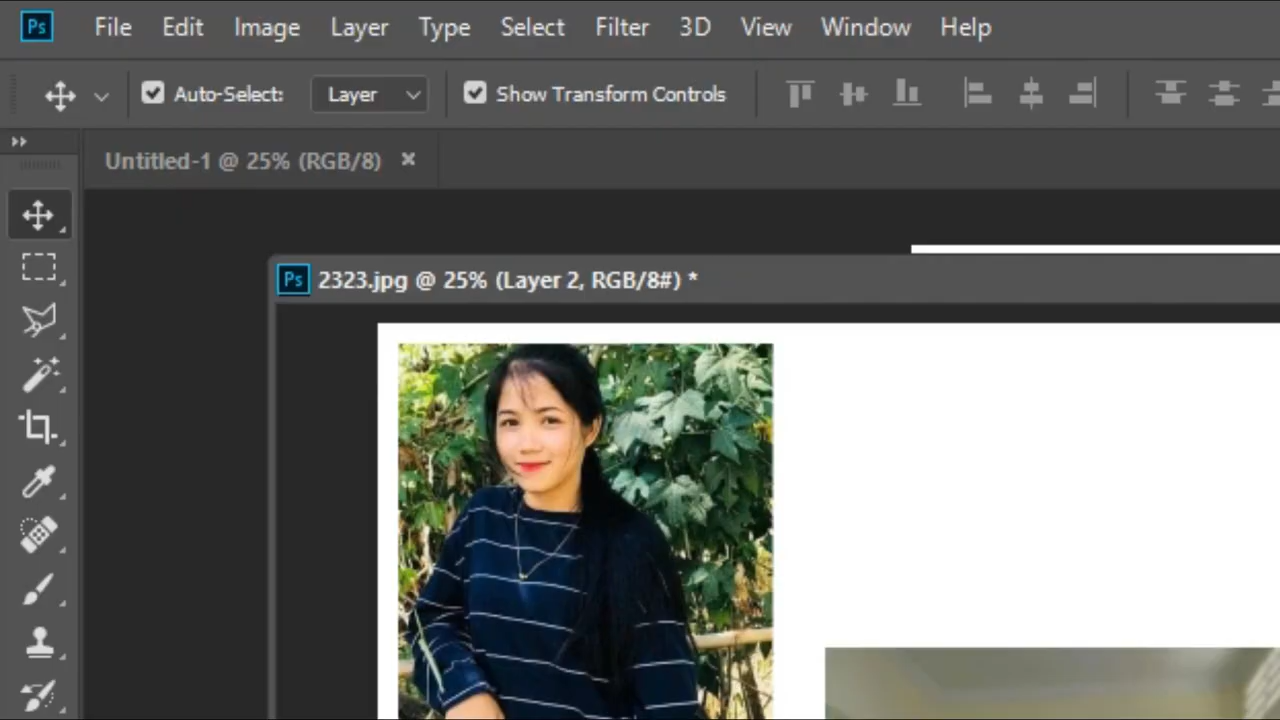 Ps File Edit Image Layer Type Select Filter 3D View Window Help
Auto-Select: Layer Show Transform Controls
Untitled-1 @ 25% (RGB/8) ×
Ps 2323.jpg @ 25% (Layer 2, RGB/8#) *